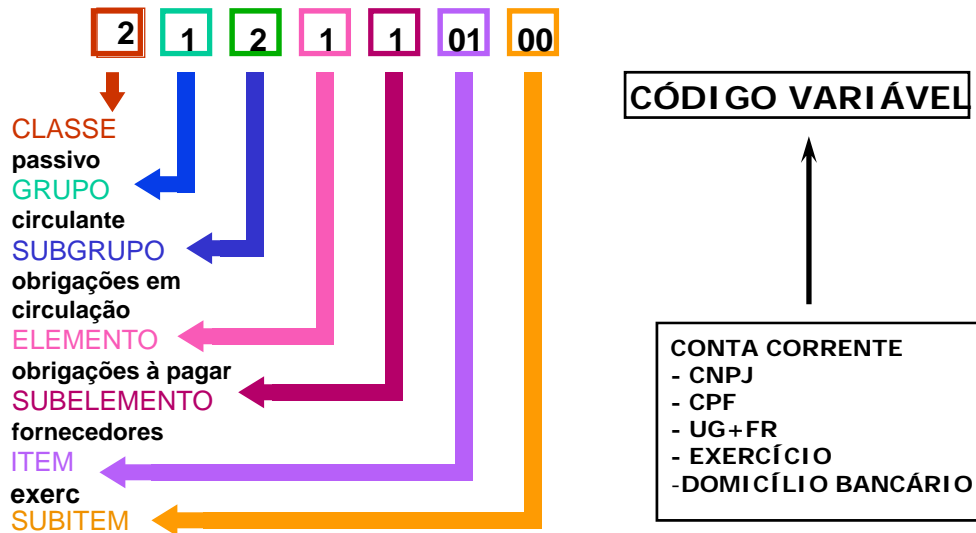 2 1 2 1 1 01 00
CLASSE
passivo
GRUPO
circulante
SUBGRUPO
obrigações em
circulação
ELEMENTO
obrigações à pagar
SUBELEMENTO
fornecedores
ITEM
exerc
SUBITEM
CÓDIGO VARIÁVEL
CONTA CORRENTE
- CNPJ
- CPF
- UG+FR
- EXERCÍCIO
-DOMICÍLIO BANCÁRIO